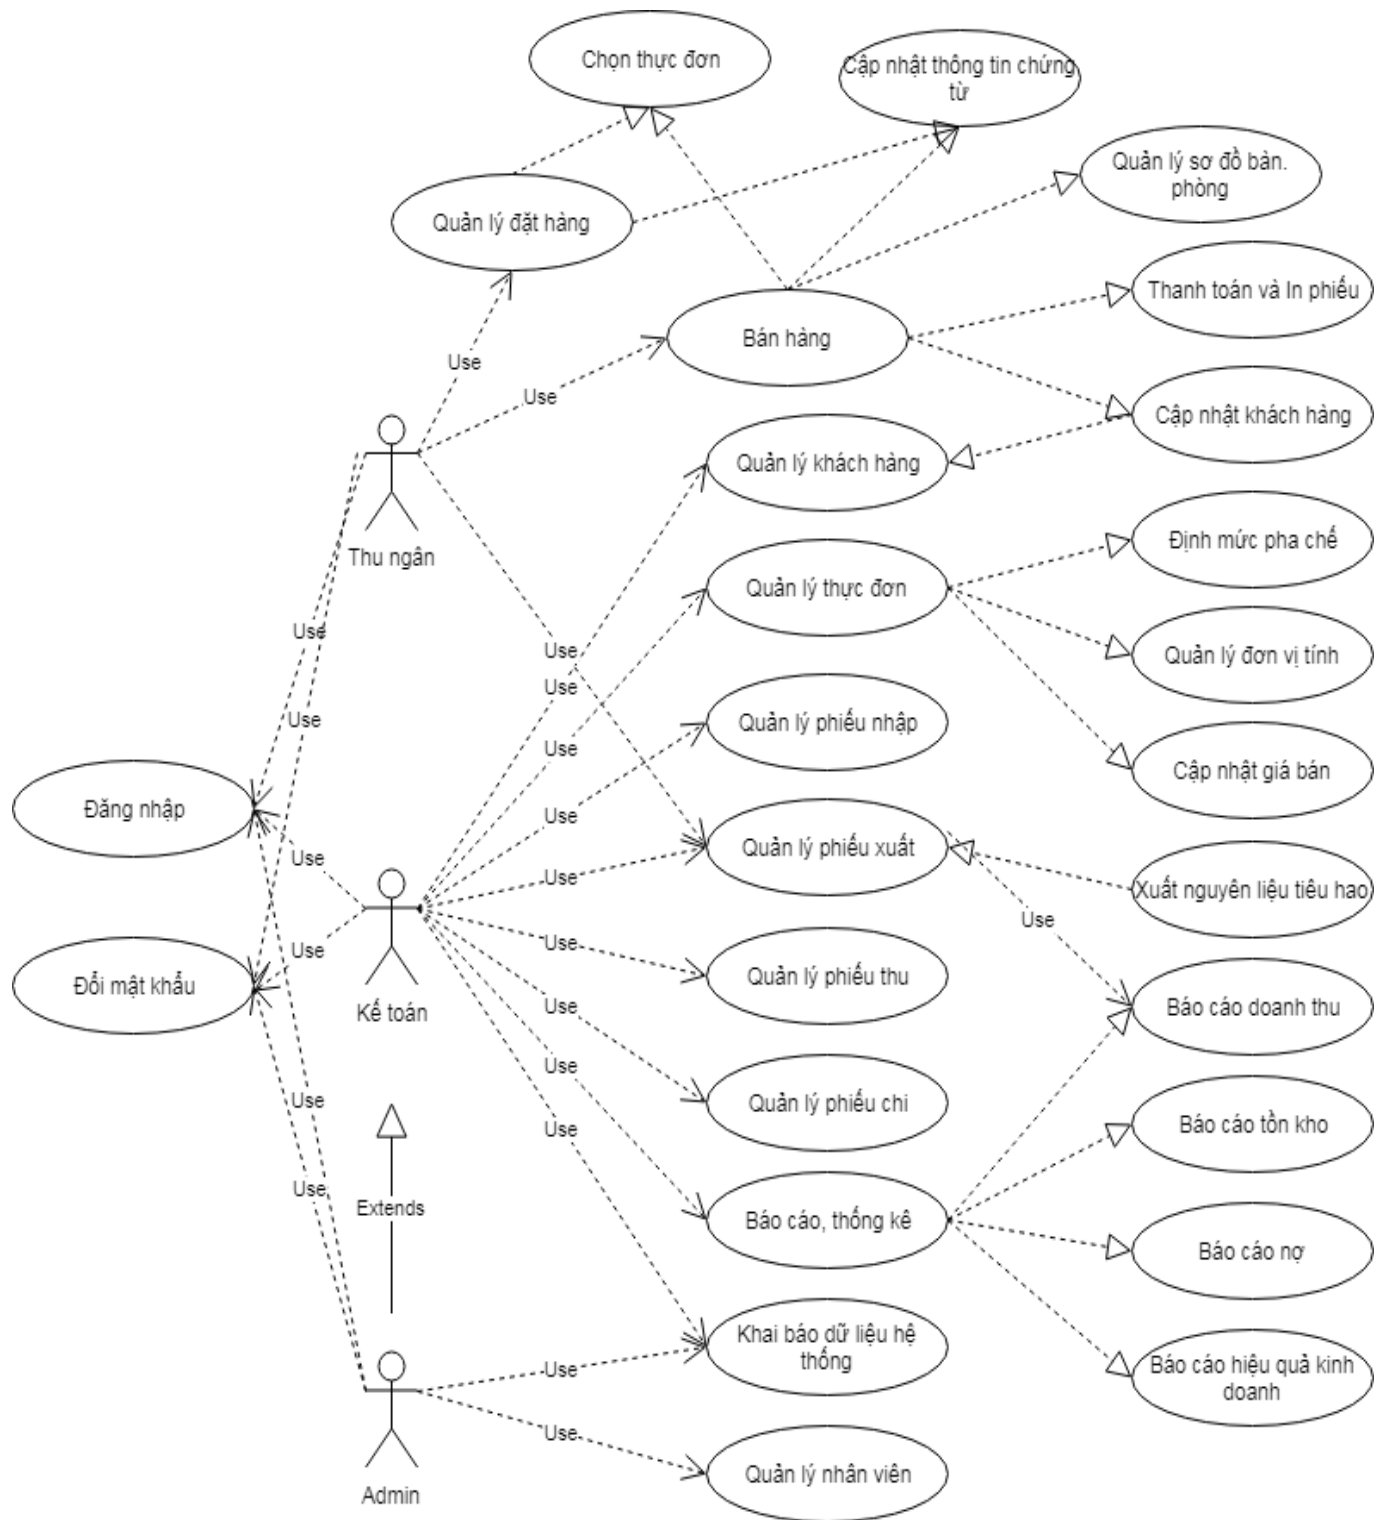 Chọn thực đơn
Cập nhật thông tin chứng
từ
Quản lý sơ đồ bàn.
phòng
Quản lý đặt hàng
Thanh toán và In phiếu
Bán hàng
Use
Use
Cập nhật khách hàng
Quản lý khách hàng
Thu ngân
Định mức pha chế
Quản lý thực đơn
Use
Use
Quản lý đơn vị tính
Use
Use
Quản lý phiếu nhập
Use
Cập nhật giá bán
Đăng nhập
Use
Quản lý phiếu xuất
Use
Use
Xuất nguyên liệu tiêu hao
Use
Use
Use
Quản lý phiếu thu
Đổi mật khẩu
Kế toán
Use
Báo cáo doanh thu
Use
Use
Quản lý phiếu chi
Báo cáo tồn kho
Use
Use
Extends
Báo cáo, thống kê
Báo cáo nợ
Khai báo dữ liệu hệ
thống
Use
Báo cáo hiệu quả kinh
doanh
Use
Admin
Quản lý nhân viên